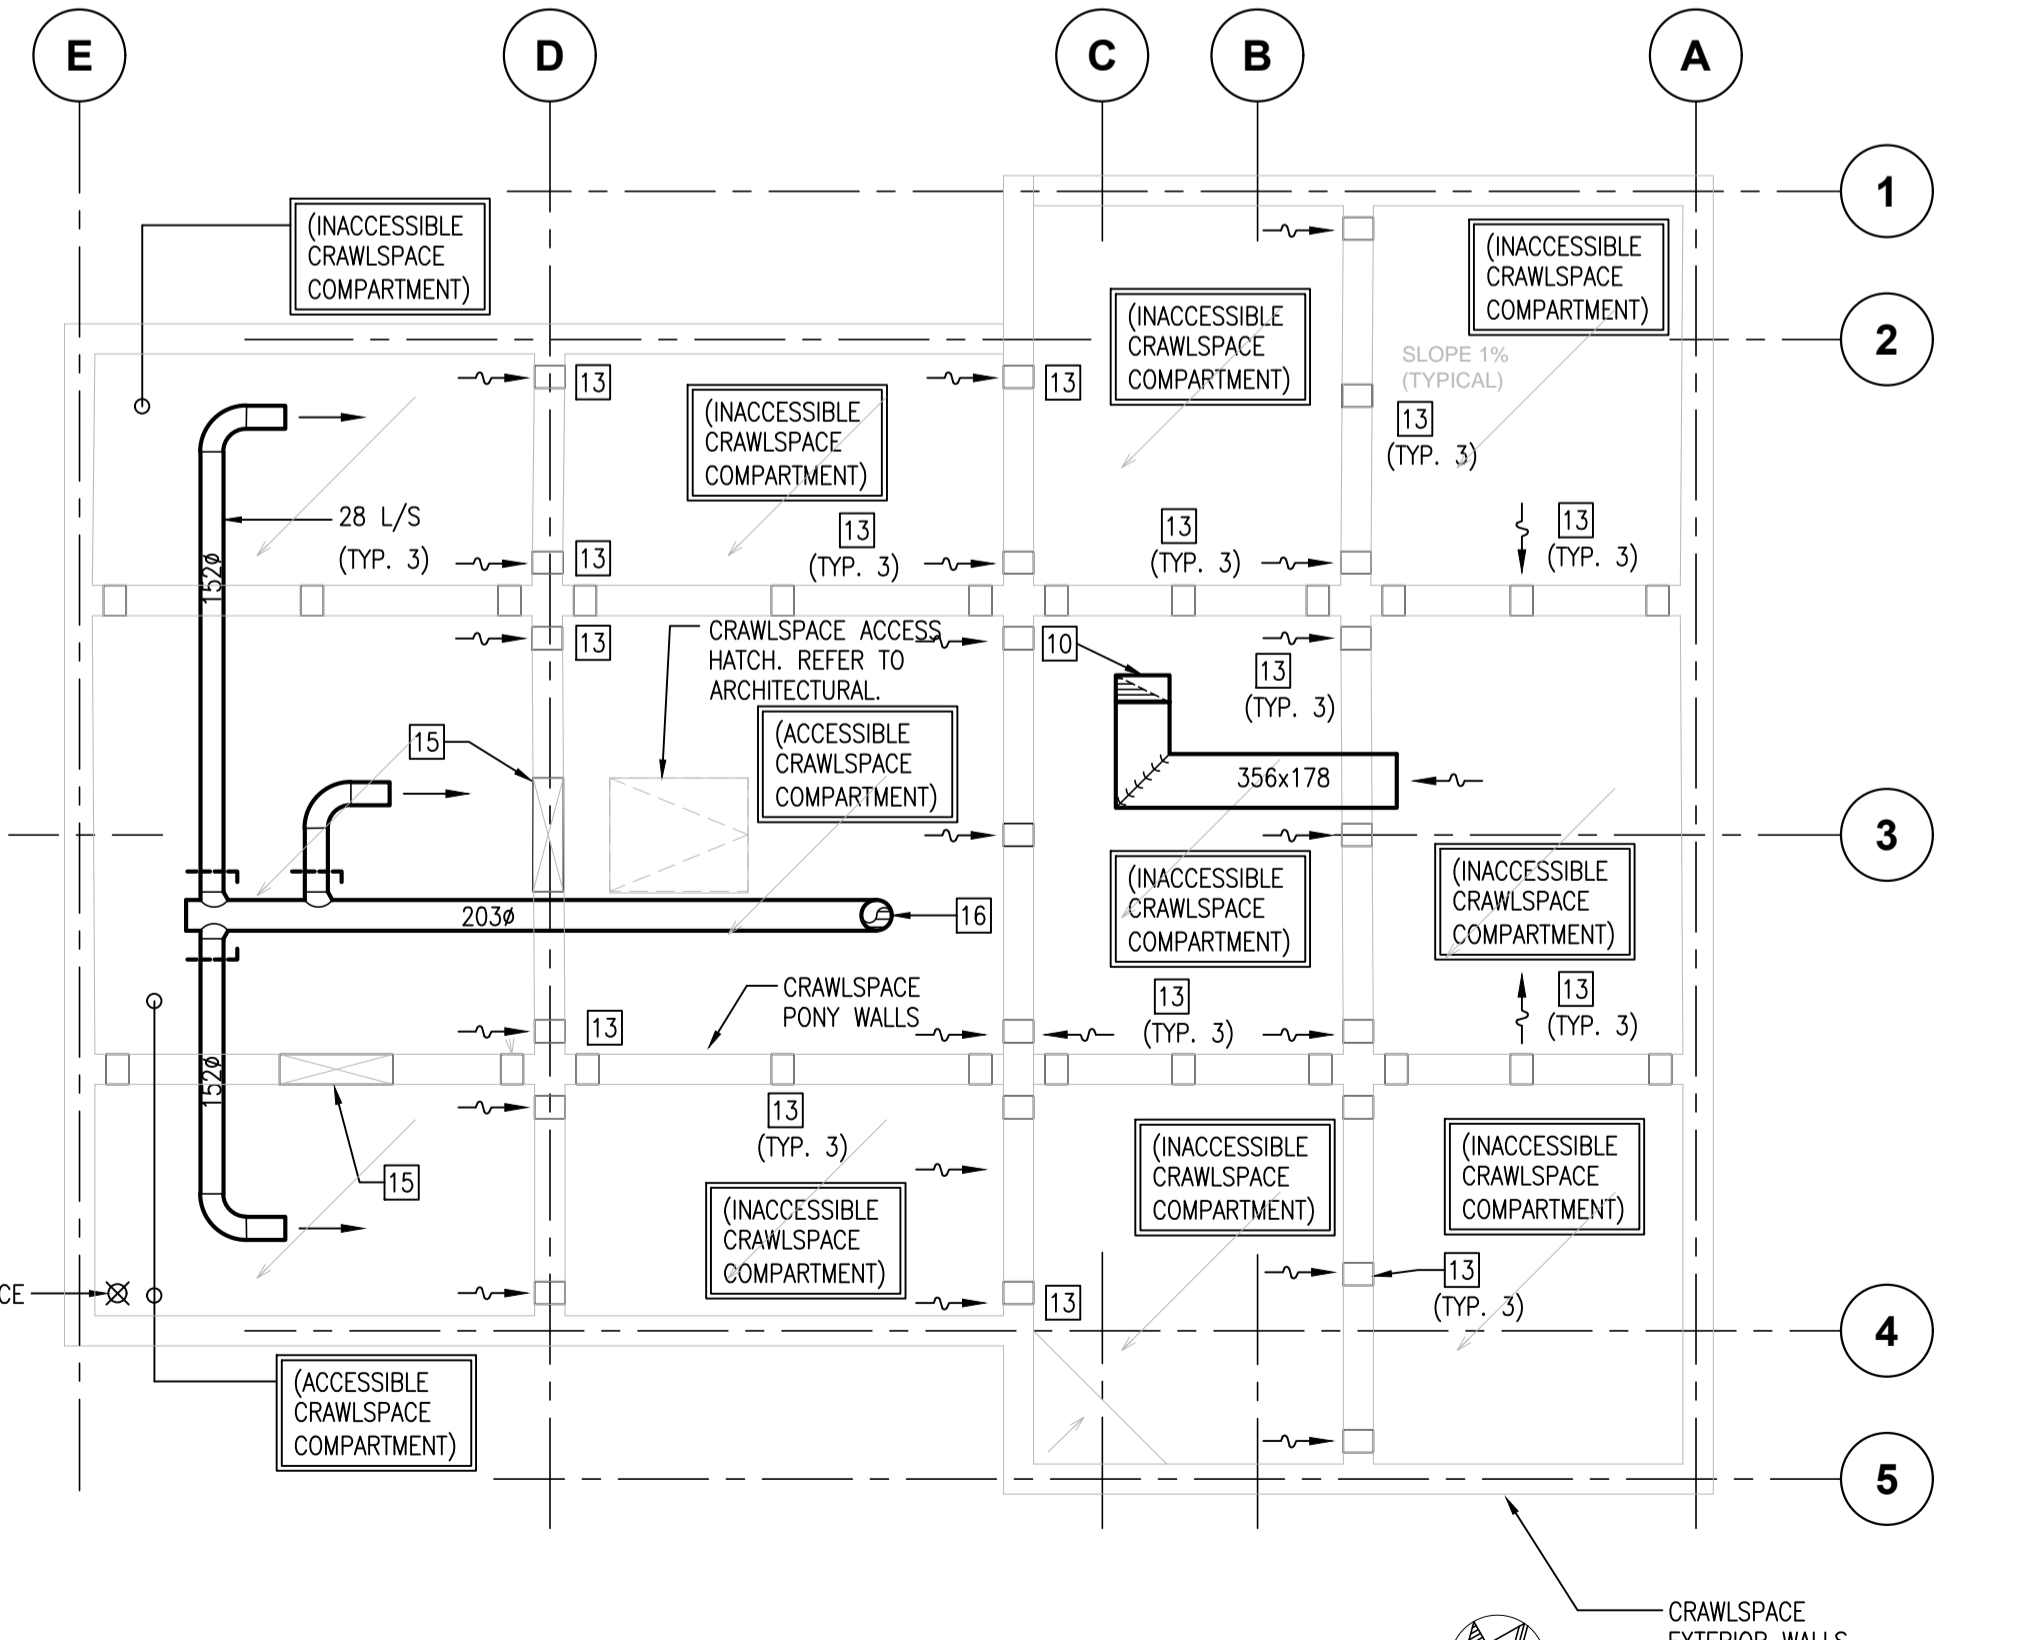 E
D
C
B
A
1
2
3
4
5
(INACCESSIBLE
CRAWLSPACE
COMPARTMENT)
(INACCESSIBLE
CRAWLSPACE
COMPARTMENT)
(INACCESSIBLE
CRAWLSPACE
COMPARTMENT)
SLOPE 1%
(TYPICAL)
13
(TYP. 3)
13
13
(INACCESSIBLE
CRAWLSPACE
COMPARTMENT)
28 L/S
(TYP. 3)
152ø
13
13
(TYP. 3)
13
(TYP. 3)
13
(TYP. 3)
13
CRAWLSPACE ACCESS
HATCH. REFER TO
ARCHITECTURAL.
10
13
(TYP. 3)
15
(ACCESSIBLE
CRAWLSPACE
COMPARTMENT)
356x178
203ø
16
(INACCESSIBLE
CRAWLSPACE
COMPARTMENT)
(INACCESSIBLE
CRAWLSPACE
COMPARTMENT)
CRAWLSPACE
PONY WALLS
13
13
(TYP. 3)
13
(TYP. 3)
152ø
15
13
(TYP. 3)
(INACCESSIBLE
CRAWLSPACE
COMPARTMENT)
(INACCESSIBLE
CRAWLSPACE
COMPARTMENT)
(INACCESSIBLE
CRAWLSPACE
COMPARTMENT)
13
13
(TYP. 3)
CE
(ACCESSIBLE
CRAWLSPACE
COMPARTMENT)
CRAWLSPACE
EXTERIOR WALLS